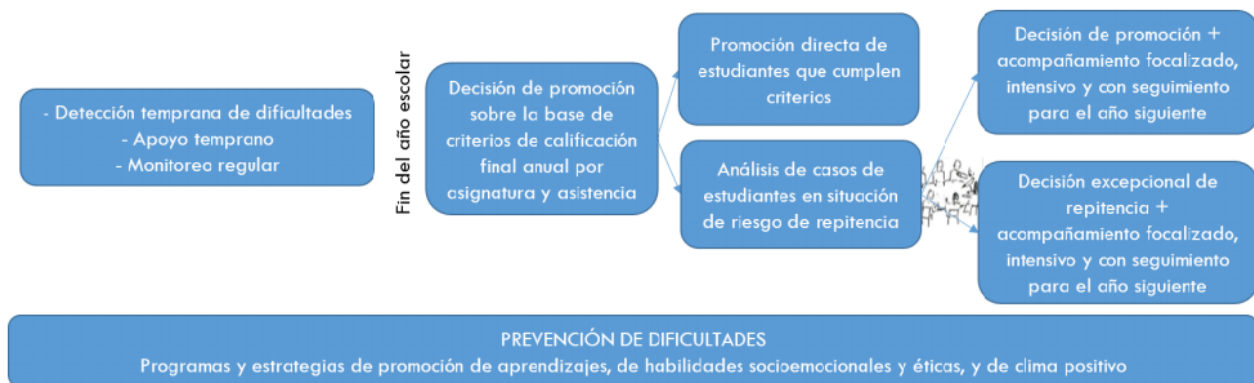 - Detección temprana de dificultades
- Apoyo temprano
- Monitoreo regular
Fin del año escolar
Decisión de promoción
sobre la base de
criterios de calificación
final anual por
asignatura y asistencia
Promoción directa de
estudiantes que cumplen
criterios
Análisis de casos de
estudiantes en situación
de riesgo de repitencia
Decisión de promoción +
acompañamiento focalizado,
intensivo y con seguimiento
para el año siguiente
Decisión excepcional de
repitencia +
acompañamiento focalizado,
intensivo y con seguimiento
para el año siguiente
PREVENCIÓN DE DIFICULTADES
Programas y estrategias de promoción de aprendizajes, de habilidades socioemocionales y éticas, y de clima positivo